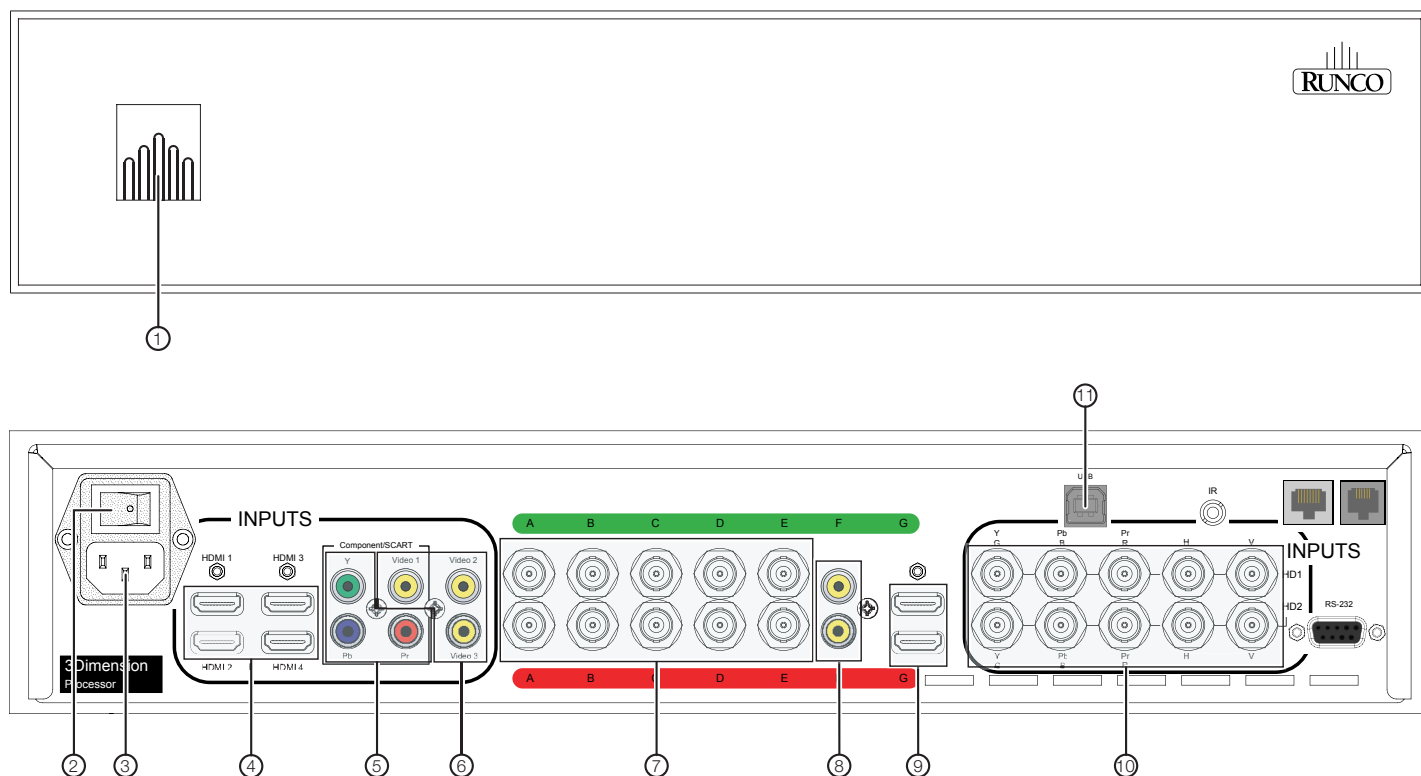 RUNCO
1
11
USB
IR
INPUTS
A B C D E F G
Y Pb Pr H V
G B R
INPUTS
Component/SCART
HDMI 1 HDMI 3 Y Video 1 Video 2
HD1
HD2 RS-232
HDMI 2 HDMI 4 Pb Pr Video 3
Y Pb Pr H V
3Dimension
Processor
A B C D E G
2 3 4 5 6 7 8 9 10